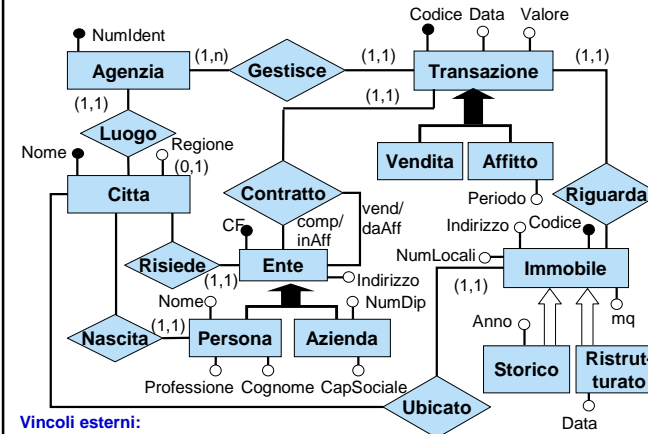 Codice Data Valore
NumIdent
(1,n) (1,1) (1,1)
Agenzia Gestisce Transazione
(1,1) (1,1)
Luogo
Regione
Nome (0,1)
Vendita Affitto
Citta
Contratto
Periodo
Riguarda
comp/
inAff
vend/
daAff
CF
Indirizzo Codice
NumLocali
Risiede (1,1) Ente
Immobile
(1,1)
Indirizzo
Nome NumDip
mq
Nascita (1,1) Persona Azienda
Anno
Storico
Ristrut-
turato
Professione Cognome CapSociale
Ubicato
Data
Vincoli esterni: